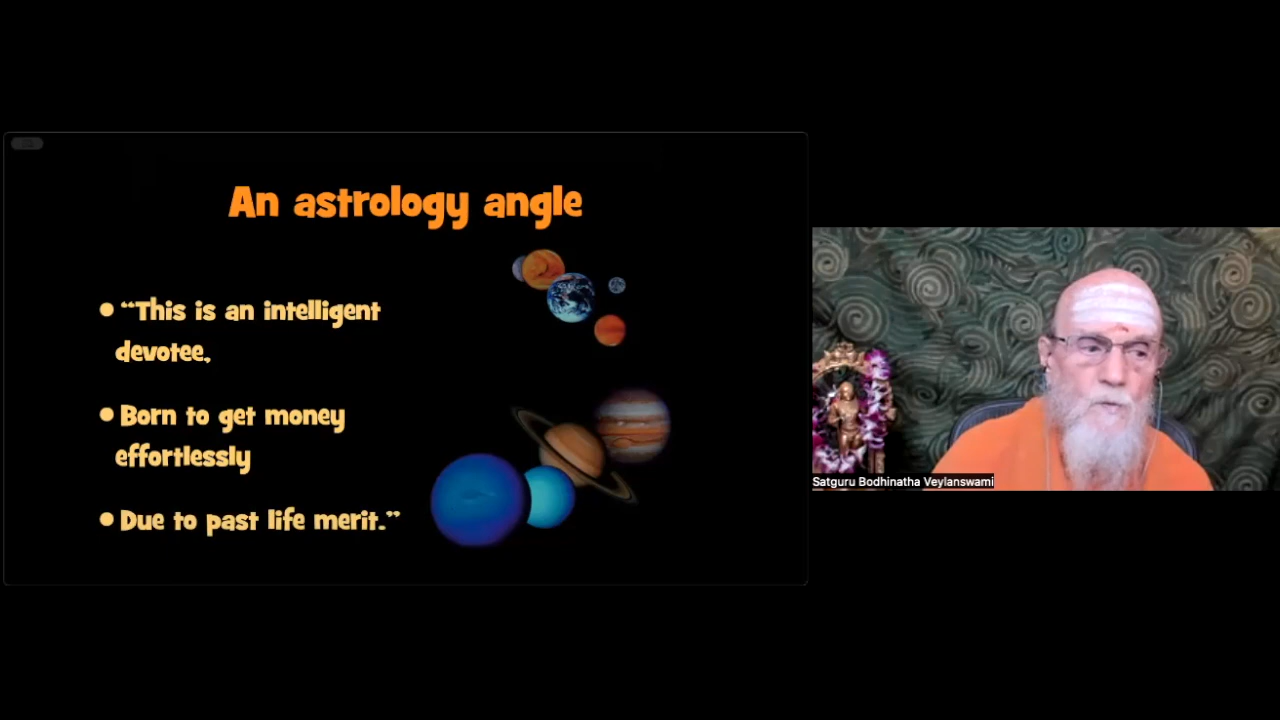 An astrology angle
• “This is an intelligent
devotee,
• Born to get money
effortlessly
• Due to past life merit.”
Satguru Bodhinatha Veylanswami